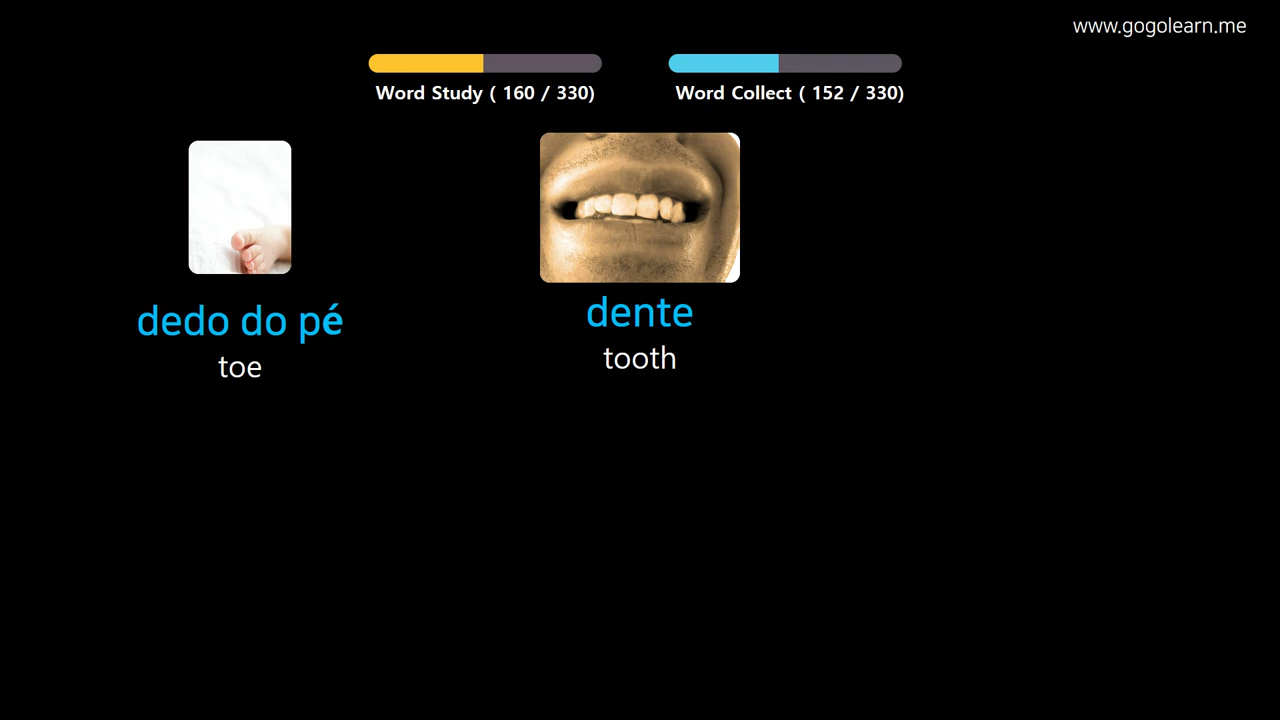 www.gogolearn.me
Word Study ( 160 / 330)
Word Collect ( 152 / 330)
dedo do pé
toe
dente
tooth